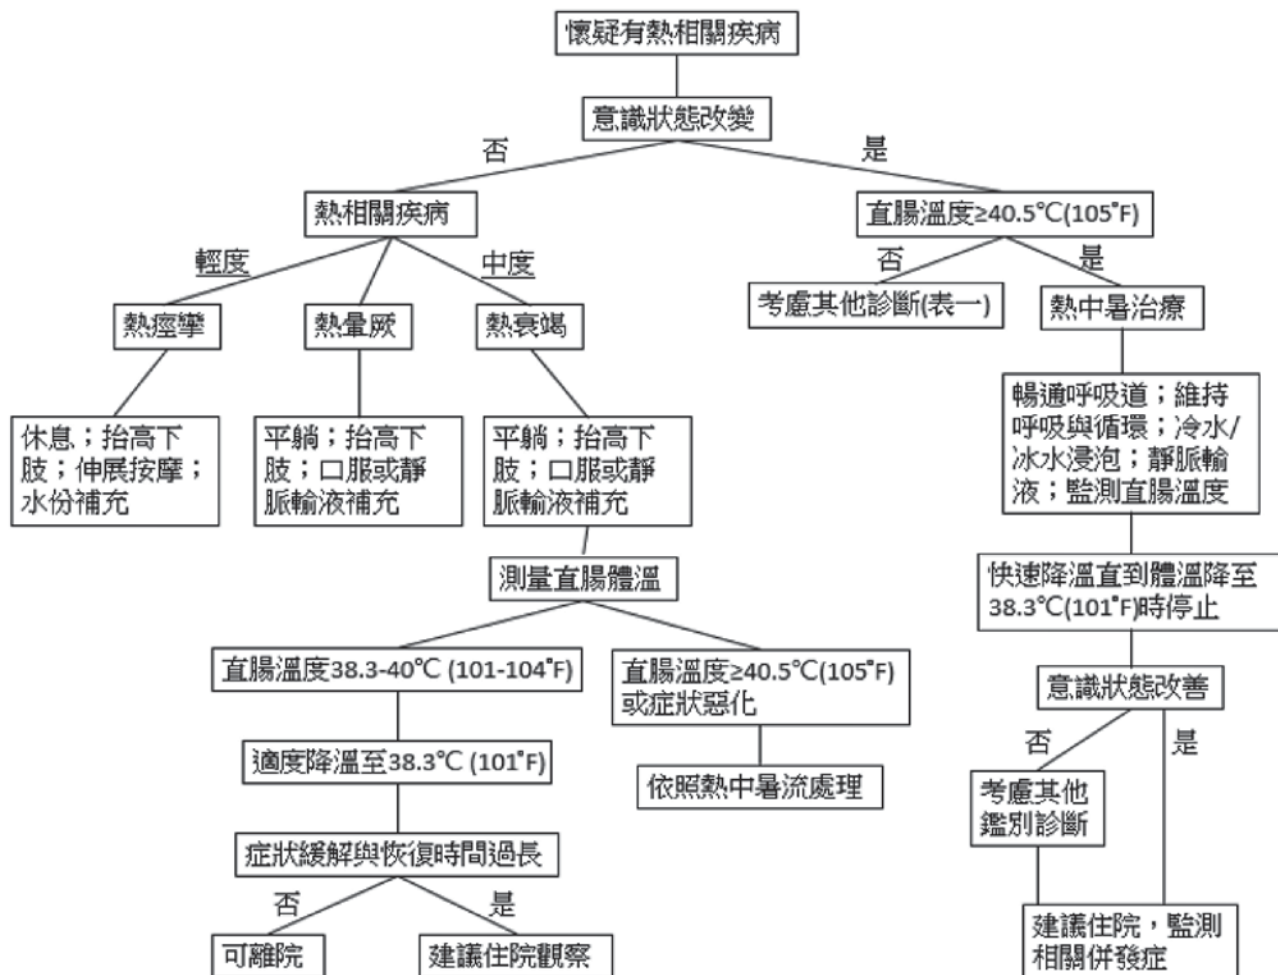 懷疑有熱相關疾病
意識狀態改變
否
是
熱相關疾病
直腸溫度≥40.5℃(105˚F)
輕度
中度
否
是
熱痙攣
熱暈厥
熱衰竭
考慮其他診斷(表一)
熱中暑治療
休息；抬高下
肢；伸展按摩；
水份補充
平躺；抬高下
肢；口服或靜
脈輸液補充
平躺；抬高下
肢；口服或靜
脈輸液補充
暢通呼吸道；維持
呼吸與循環；冷水/
冰水浸泡；靜脈輸
液；監測直腸溫度
測量直腸體溫
快速降溫直到體溫降至
38.3℃(101˚F)時停止
直腸溫度38.3-40℃ (101-104˚F)
直腸溫度≥40.5℃(105˚F)
或症狀惡化
意識狀態改善
否
是
適度降溫至38.3℃ (101˚F)
依照熱中暑流處理
考慮其他
鑑別診斷
症狀緩解與恢復時間過長
否
是
可離院
建議住院觀察
建議住院，監測
相關併發症